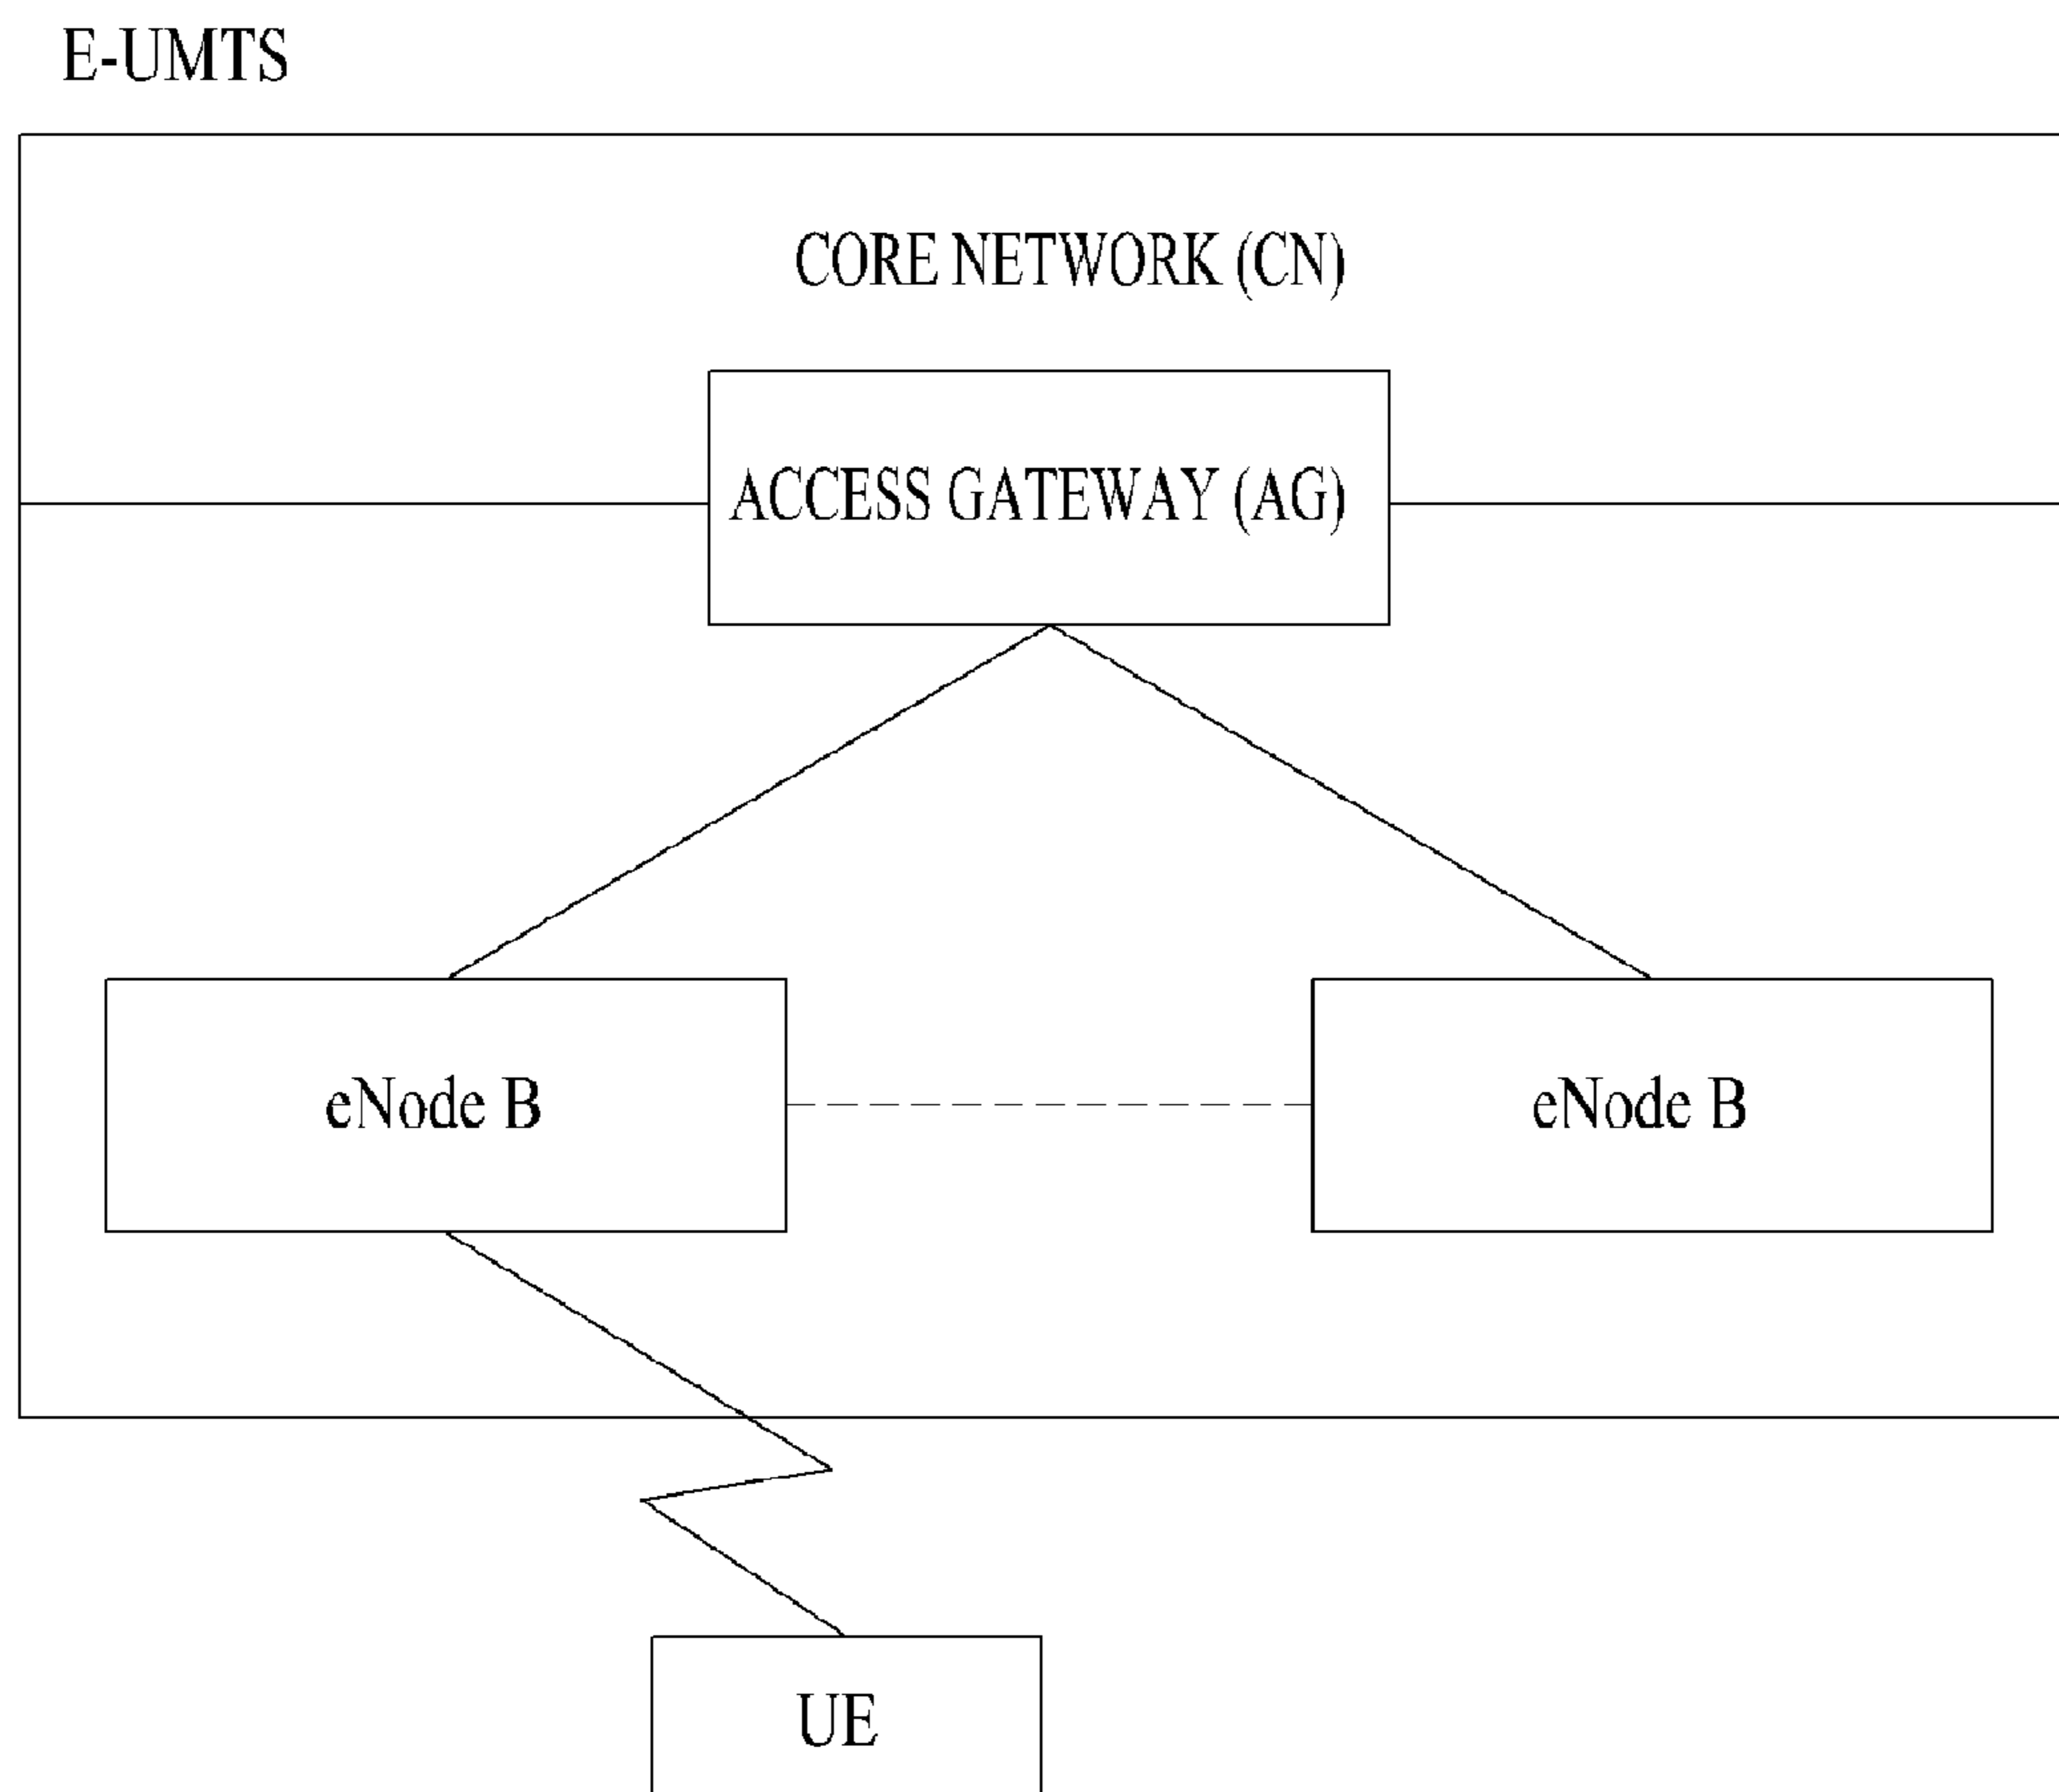 E-UMTS
CORE NETWORK (CN)
ACCESS GATEWAY (AG)
eNode B
eNode B
UE